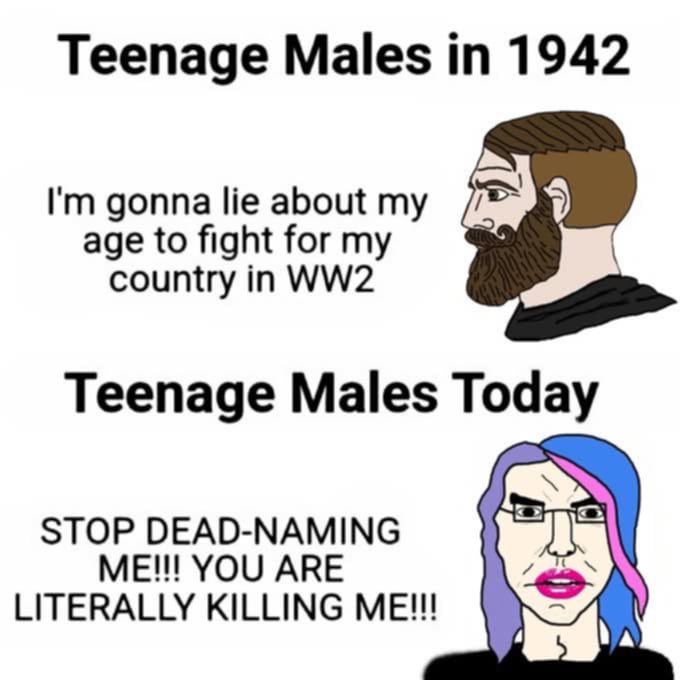 Teenage Males in 1942
I'm gonna lie about my
age to fight for my
country in WW2
Teenage Males Today
STOP DEAD-NAMING
ME!!! YOU ARE
LITERALLY KILLING ME!!!